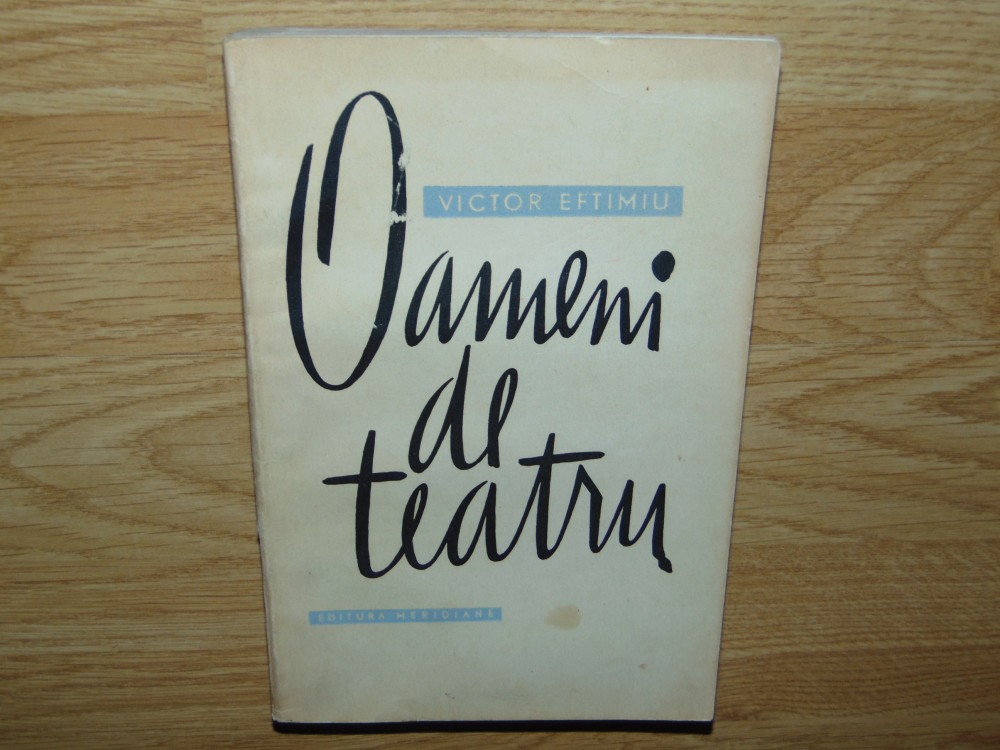 VICTOR EFTIMIU
Oameni
de
teatru
EDITURA MERIDIANE